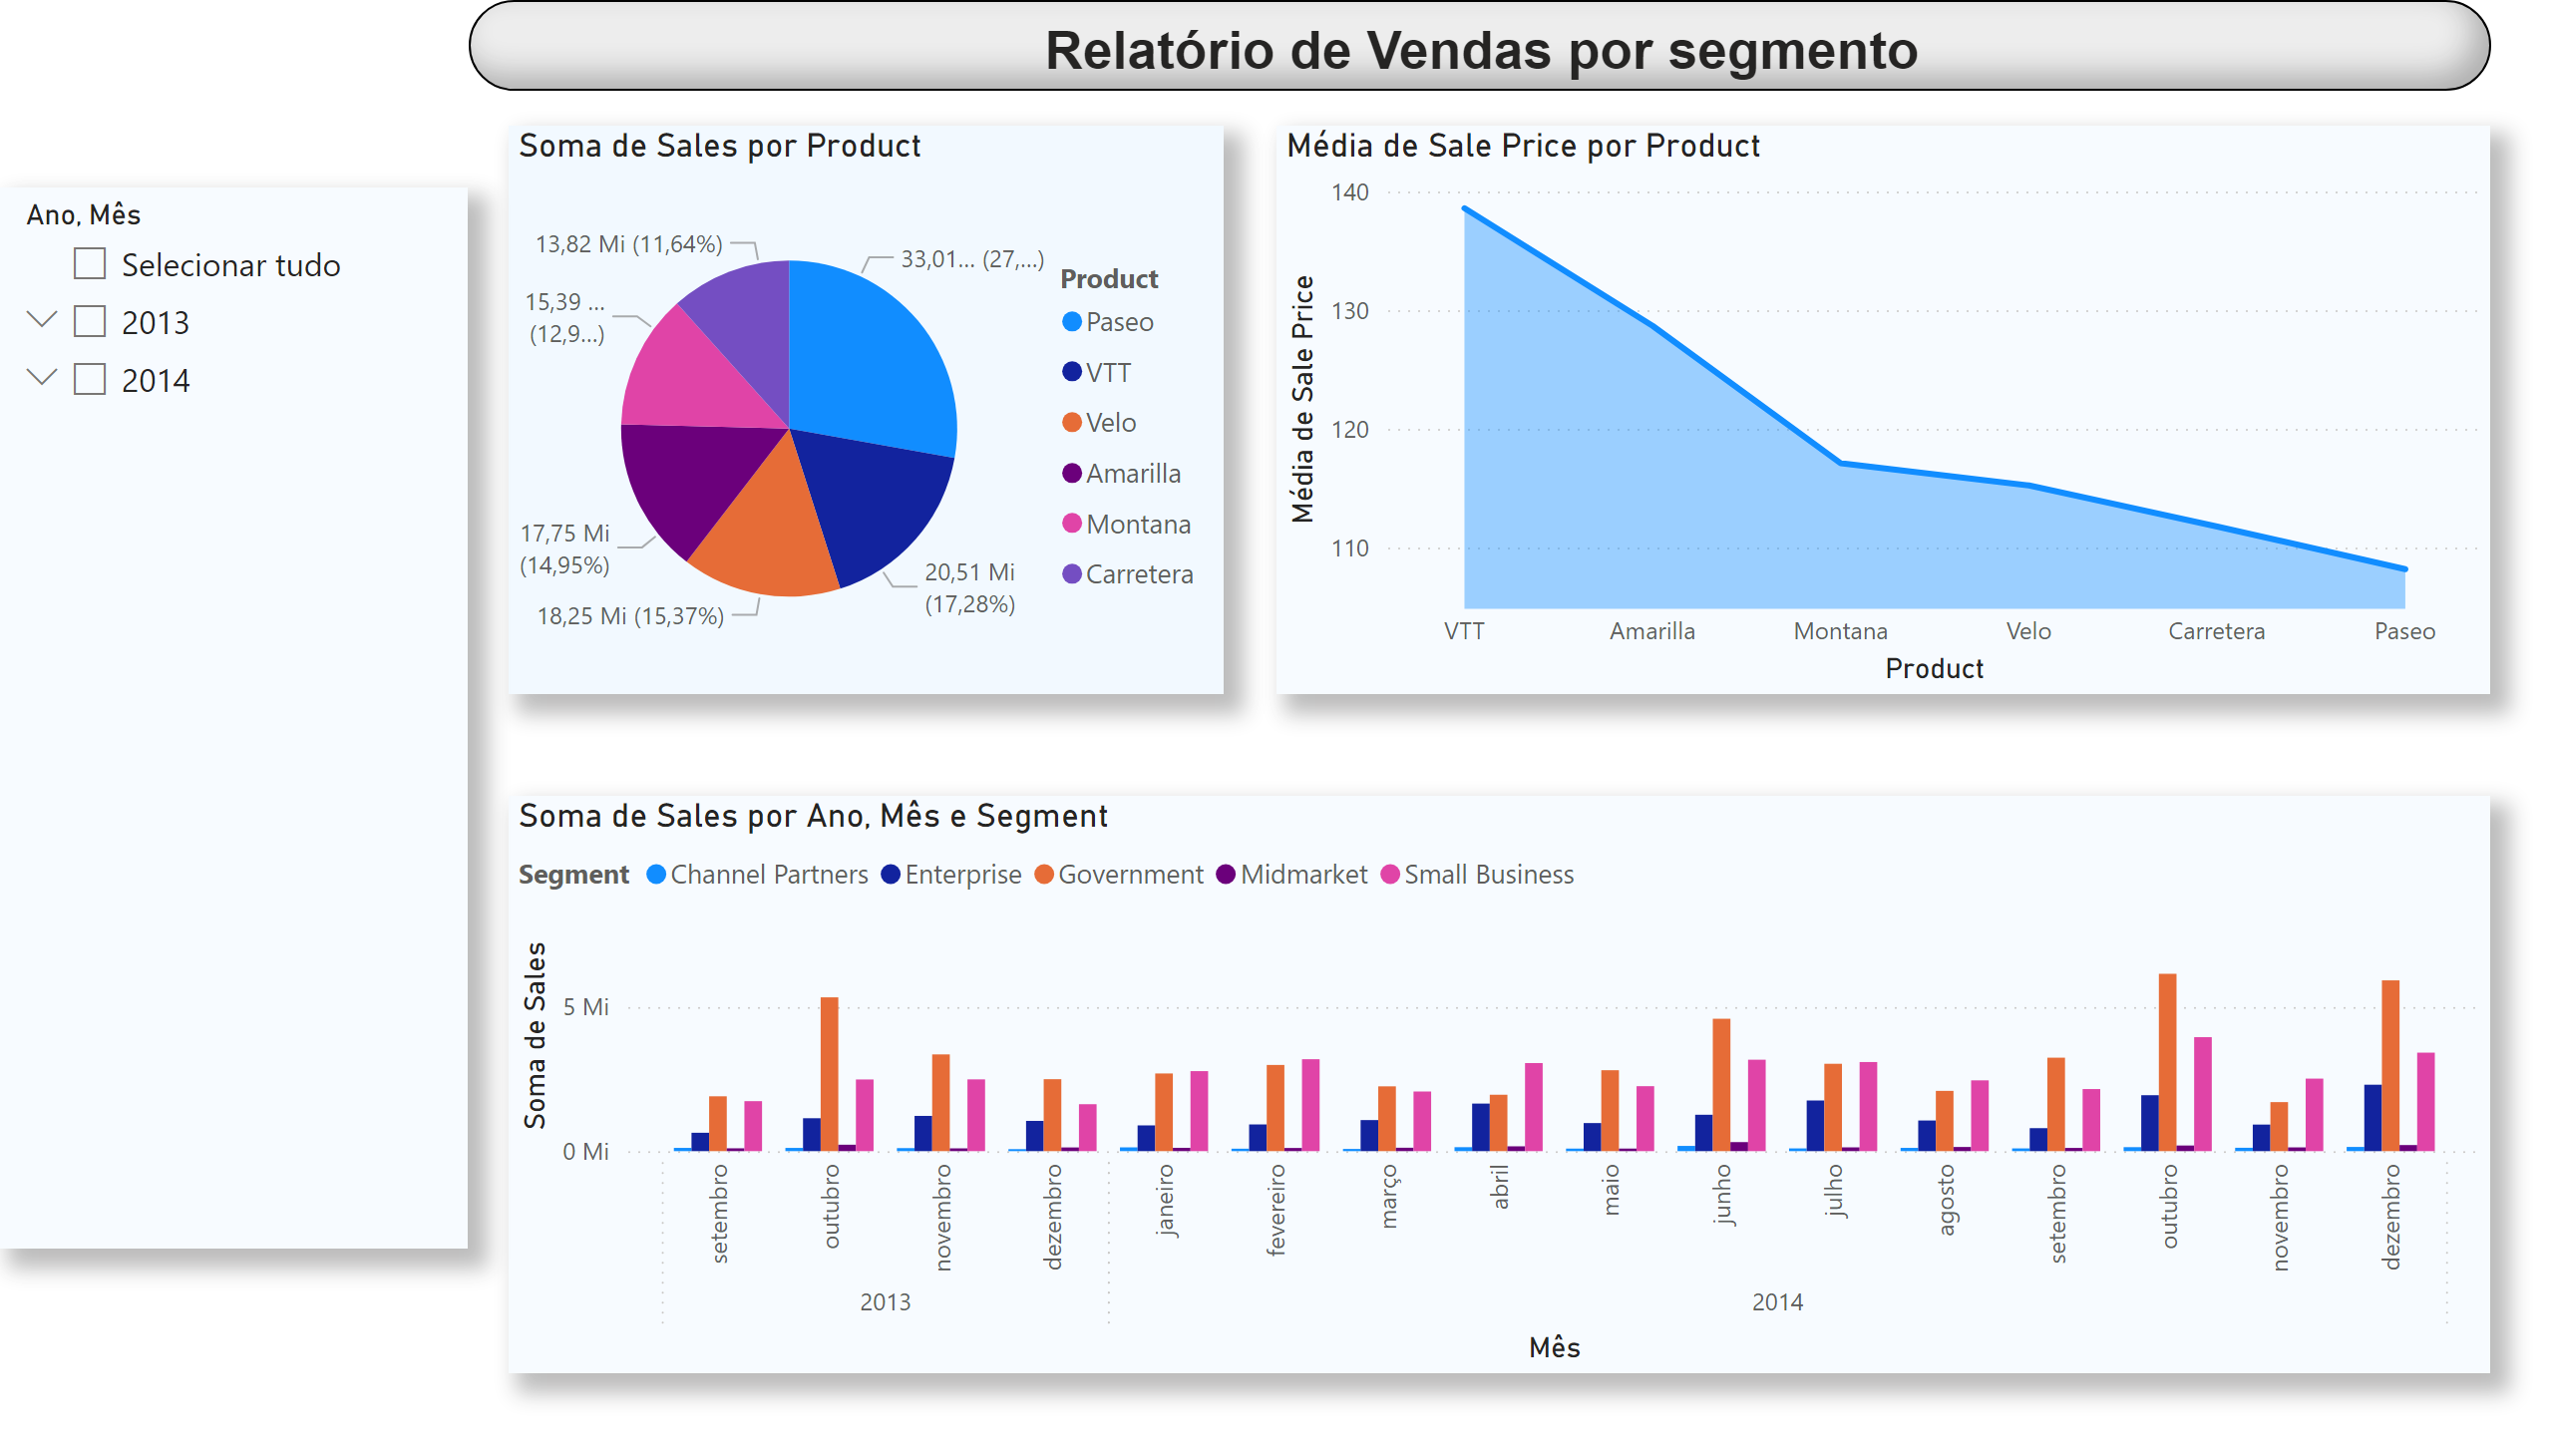 Relatório de Vendas por segmento
Ano, Mês
Selecionar tudo
2013
2014
Soma de Sales por Product
13,82 Mi (11,64%)
33,01... (27,...)
15,39 ...
(12,9...)
17,75 Mi
(14,95%)
18,25 Mi (15,37%)
20,51 Mi
(17,28%)
Product
Paseo
VTT
Velo
Amarilla
Montana
Carretera
Média de Sale Price por Product
Média de Sale Price
140
130
120
110
VTT Amarilla Montana Velo Carretera Paseo
Product
Soma de Sales por Ano, Mês e Segment
Segment Channel Partners Enterprise Government Midmarket Small Business
Soma de Sales
5 Mi
0 Mi
setembro outubro novembro dezembro janeiro fevereiro março abril maio junho julho agosto setembro outubro novembro dezembro
2013 2014
Mês